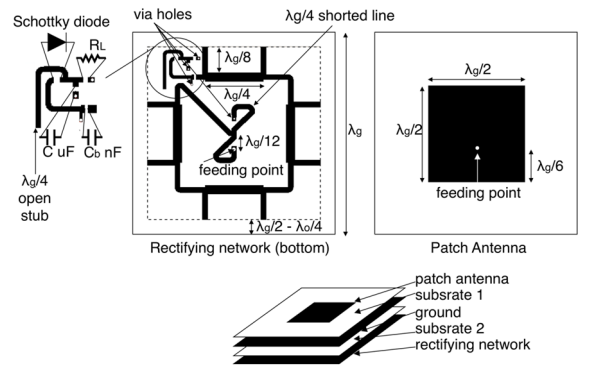 Schottky diode
via holes
λg/4 shorted line
RL
λg/8
λg/2
λg/4
λg
λg/2
λg/12
λg/6
C uF
Cb nF
feeding point
feeding point
λg/4
open
stub
λg/2 - λo/4
Rectifying network (bottom)
Patch Antenna
patch antenna
subsrate 1
ground
subsrate 2
rectifying network